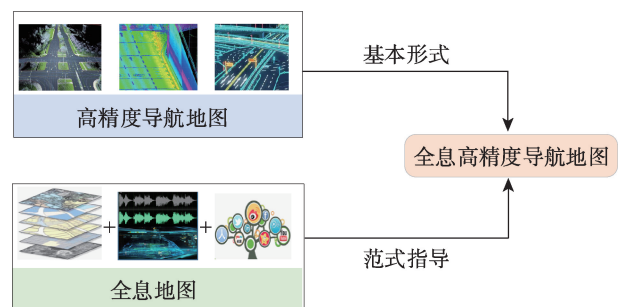 基本形式
高精度导航地图
全息高精度导航地图
+
+
范式指导
全息地图